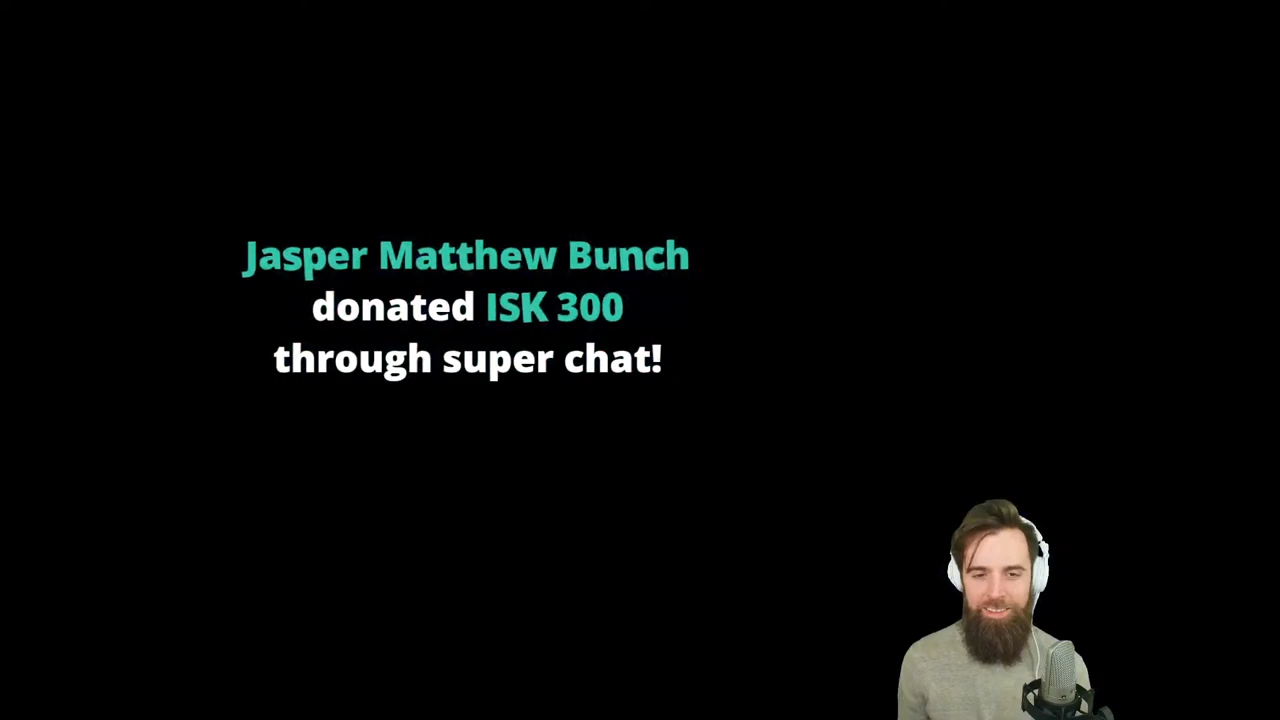 Jasper Matthew Bunch
donated ISK 300
through super chat!